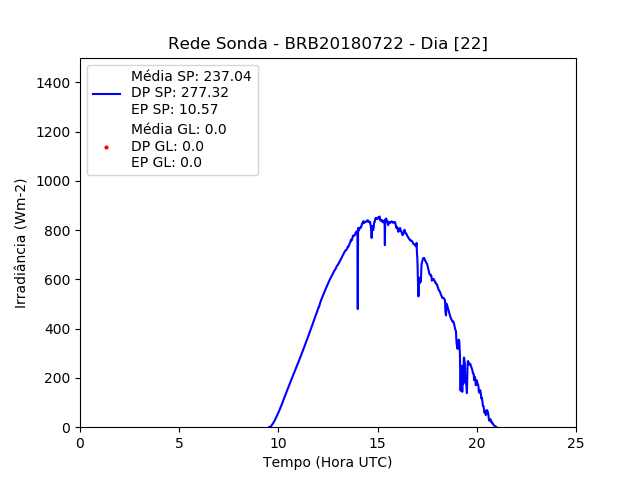 Rede Sonda - BRB20180722 - Dia [22]
Média SP: 237.04
DP SP: 277.32
EP SP: 10.57
Média GL: 0.0
DP GL: 0.0
EP GL: 0.0
Irradiância (Wm-2)
1400
1200
1000
800
600
400
200
0
0 5 10 15 20 25
Tempo (Hora UTC)